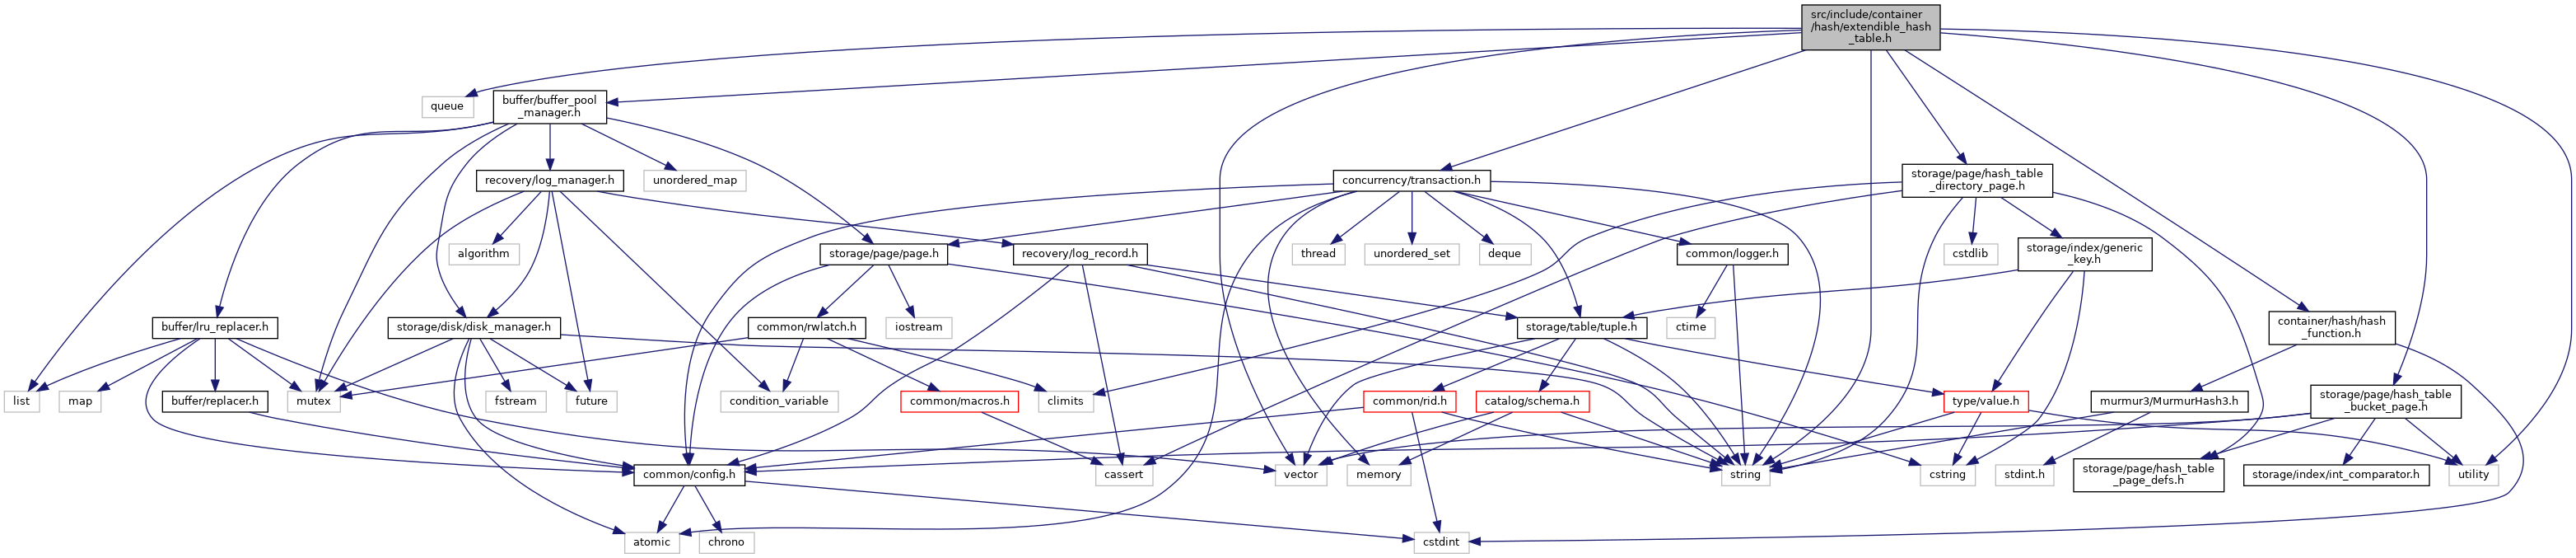 src/include/container
/hash/extendible_hash
_table.h
queue
buffer/buffer_pool
_manager.h
recovery/log_manager.h
unordered_map
concurrency/transaction.h
storage/page/hash_table
_directory_page.h
algorithm
storage/page/page.h
recovery/log_record.h
thread
unordered_set
deque
common/logger.h
cstdlib
storage/index/generic
_key.h
buffer/lru_replacer.h
storage/disk/disk_manager.h
common/rwlatch.h
iostream
storage/table/tuple.h
ctime
container/hash/hash
_function.h
list
map
buffer/replacer.h
mutex
fstream
future
condition_variable
common/macros.h
climits
common/rid.h
catalog/schema.h
type/value.h
murmur3/MurmurHash3.h
storage/page/hash_table
_bucket_page.h
common/config.h
cassert
vector
memory
string
cstring
stdint.h
storage/page/hash_table
_page_defs.h
storage/index/int_comparator.h
utility
atomic
chrono
cstdint